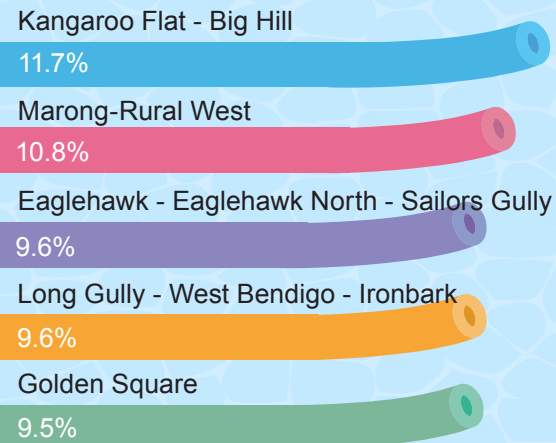 Kangaroo Flat - Big Hill
11.7%
Marong-Rural West
10.8%
Eaglehawk - Eaglehawk North - Sailors Gully
9.6%
Long Gully - West Bendigo - Ironbark
9.6%
Golden Square
9.5%